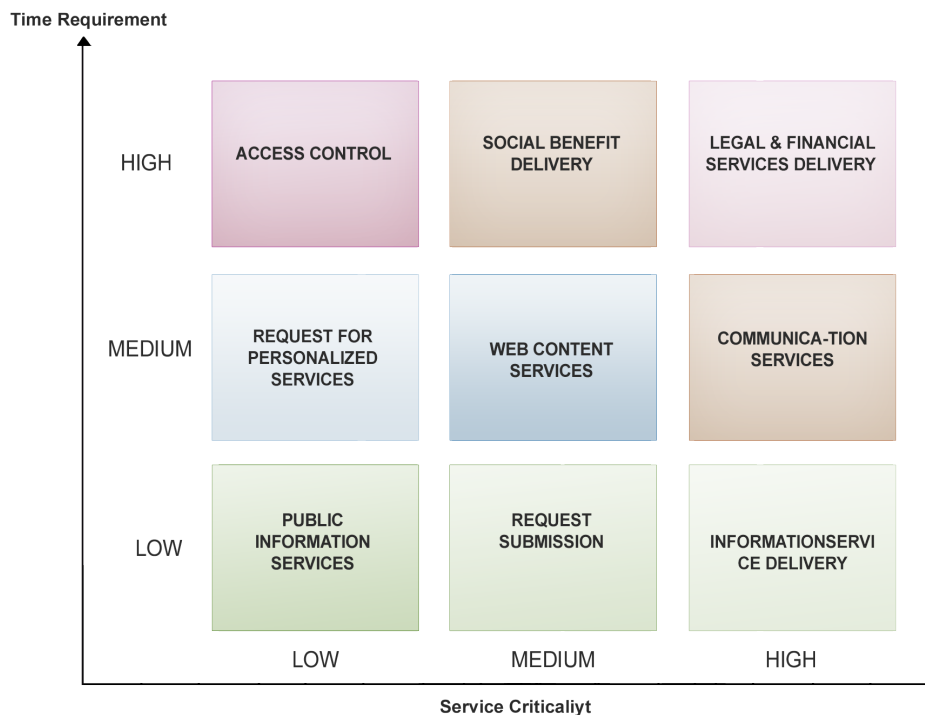 Time Requirement
HIGH
ACCESS CONTROL
SOCIAL BENEFIT
DELIVERY
LEGAL & FINANCIAL
SERVICES DELIVERY
MEDIUM
REQUEST FOR
PERSONALIZED
SERVICES
WEB CONTENT
SERVICES
COMMUNICA-TION
SERVICES
LOW
PUBLIC
INFORMATION
SERVICES
REQUEST
SUBMISSION
INFORMATIONSERVI
CE DELIVERY
LOW
MEDIUM
HIGH
Service Criticaliyt